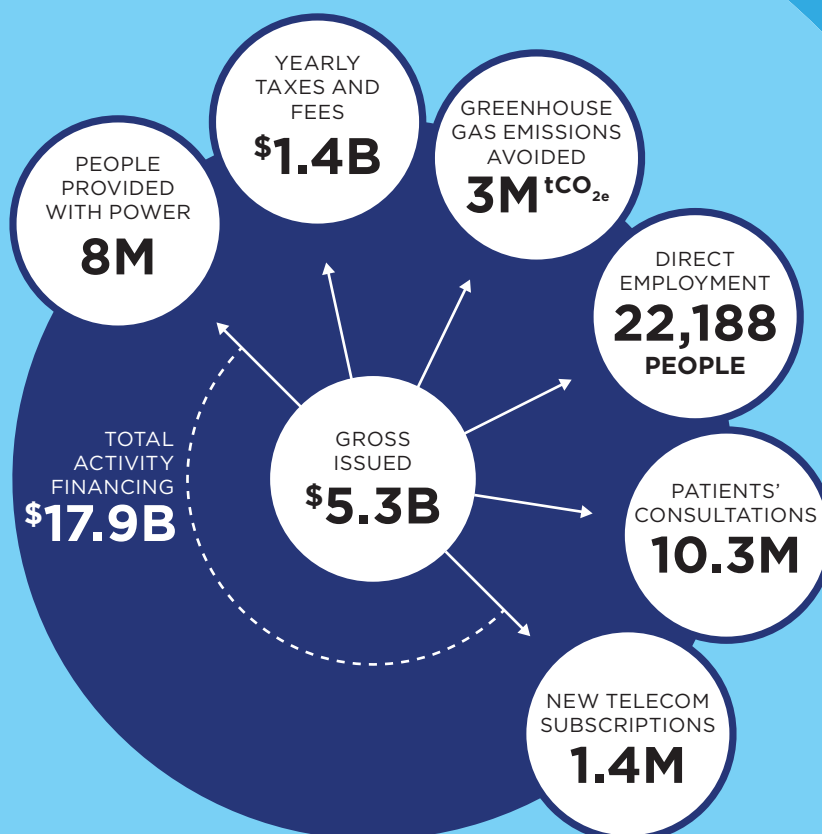 YEARLY
TAXES AND
FEES
$1.4B
GREENHOUSE
GAS EMISSIONS
AVOIDED
3M tCO2e
PEOPLE
PROVIDED
WITH POWER
8M
DIRECT
EMPLOYMENT
22,188
PEOPLE
TOTAL
ACTIVITY
FINANCING
$17.9B
GROSS
ISSUED
$5.3B
PATIENTS’
CONSULTATIONS
10.3M
NEW TELECOM
SUBSCRIPTIONS
1.4M